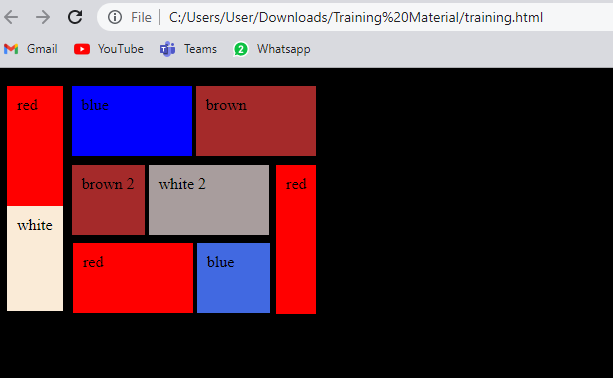 File C:/Users/User/Downloads/Training%20Material/training.html
Gmail YouTube Teams 2 Whatsapp
red blue brown
brown 2 white 2 red
white
red blue